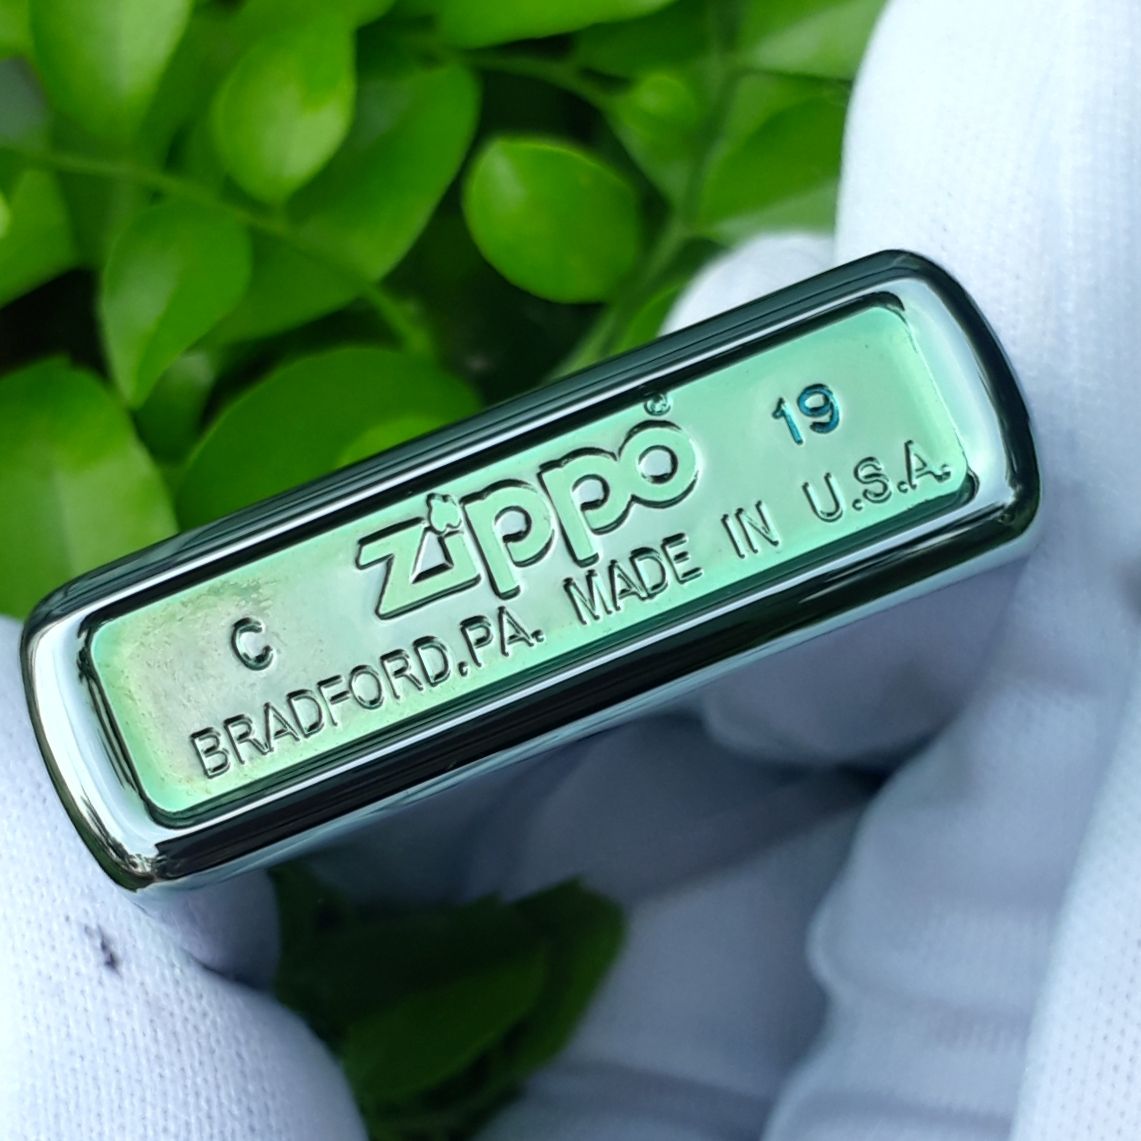 C zippo® 19
BRADFORD,PA. MADE IN U.S.A.